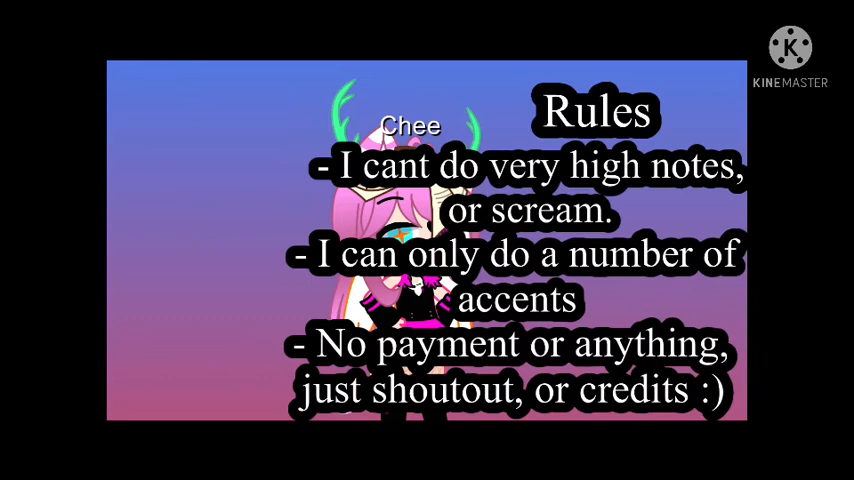 K
KINEMASTER
Chee
Rules
- I cant do very high notes,
or scream.
- I can only do a number of
accents
- No payment or anything,
just shoutout, or credits :)